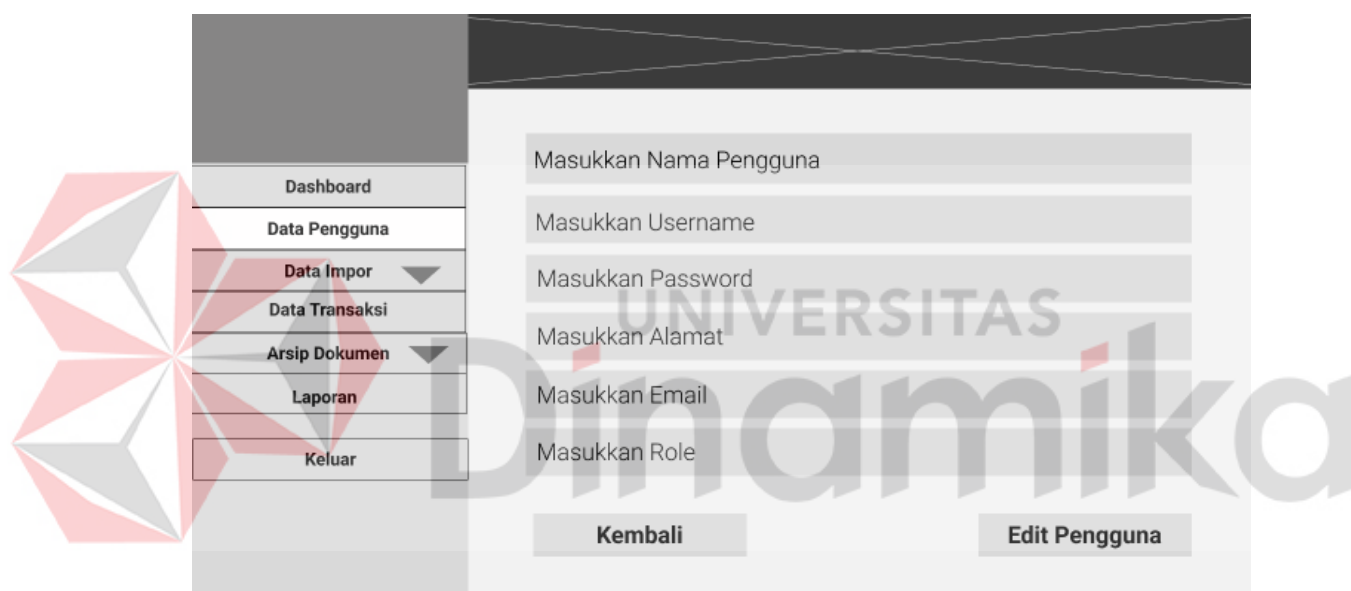 Dashboard
Data Pengguna
Data Impor
Data Transaksi
Arsip Dokumen
Laporan
Keluar
Masukkan Nama Pengguna
Masukkan Username
Masukkan Password
Masukkan Alamat
Masukkan Email
Masukkan Role
Kembali
Edit Pengguna
UNIVERSITAS
Dinamika